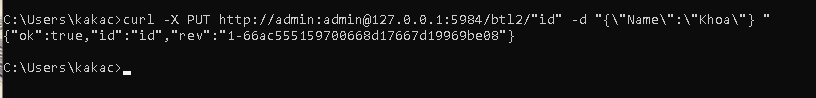 C:\Users\kakac>curl -X PUT http://admin:admin@127.0.0.1:5984/btl2/"id" -d "{\"Name\":\"Khoa\"} "
{"ok":true,"id":"id","rev":"1-66ac555159700668d17667d19969be08"}
C:\Users\kakac>